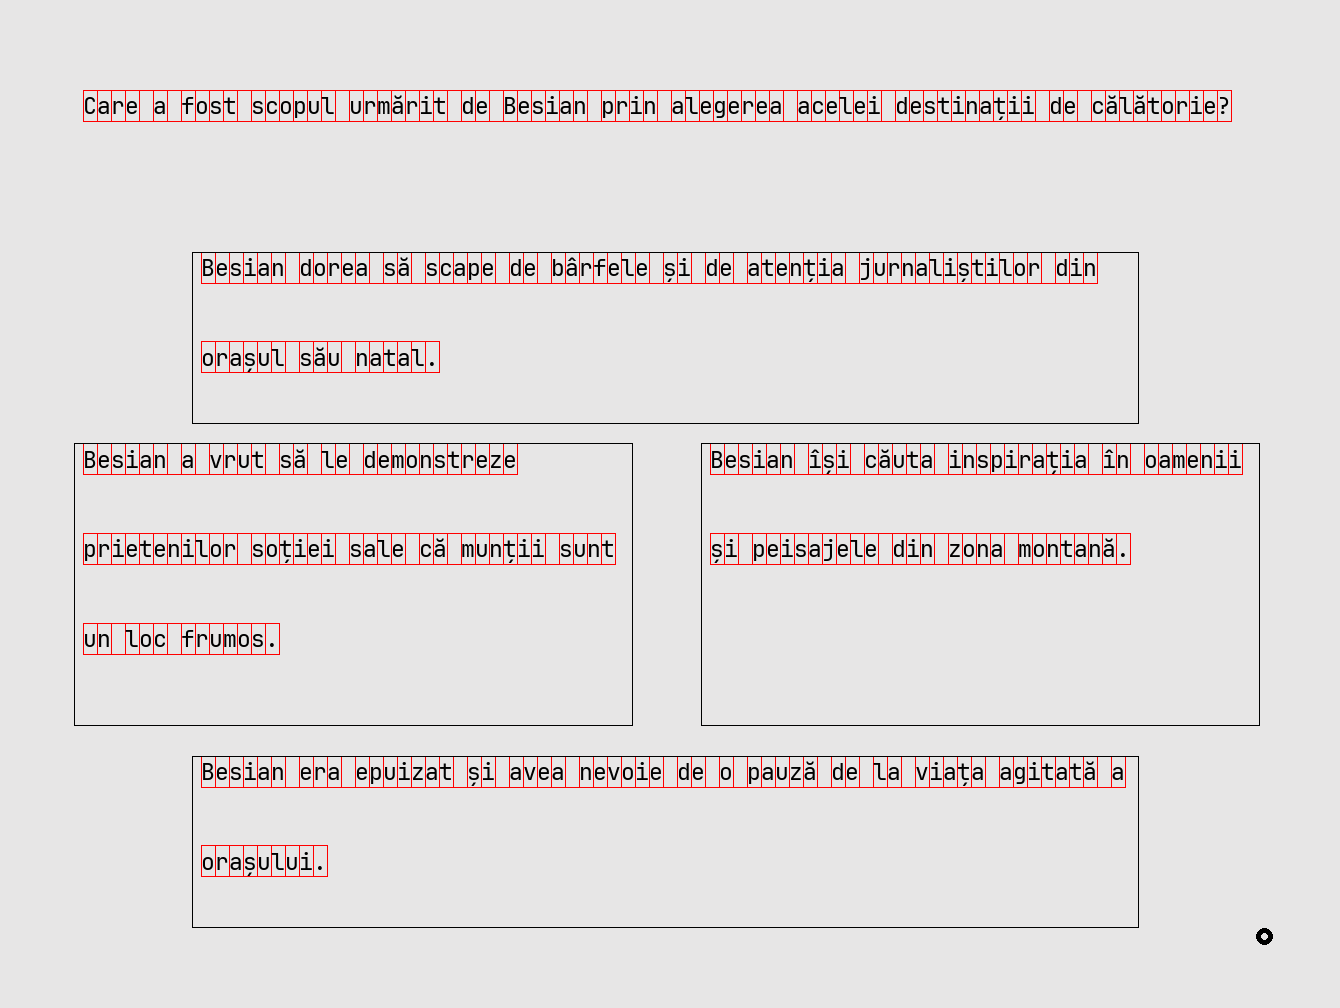 Care a fost scopul urmărit de Besian prin alegerea acelei destinații de călătorie?
Besian dorea să scape de bârfele și de atenția jurnaliștilor din
orașul său natal.
Besian a vrut să le demonstreze
prietenilor soției sale că munții sunt
un loc frumos.
Besian își căuta inspirația în oamenii
și peisajele din zona montană.
Besian era epuizat și avea nevoie de o pauză de la viața agitată a
orașului.